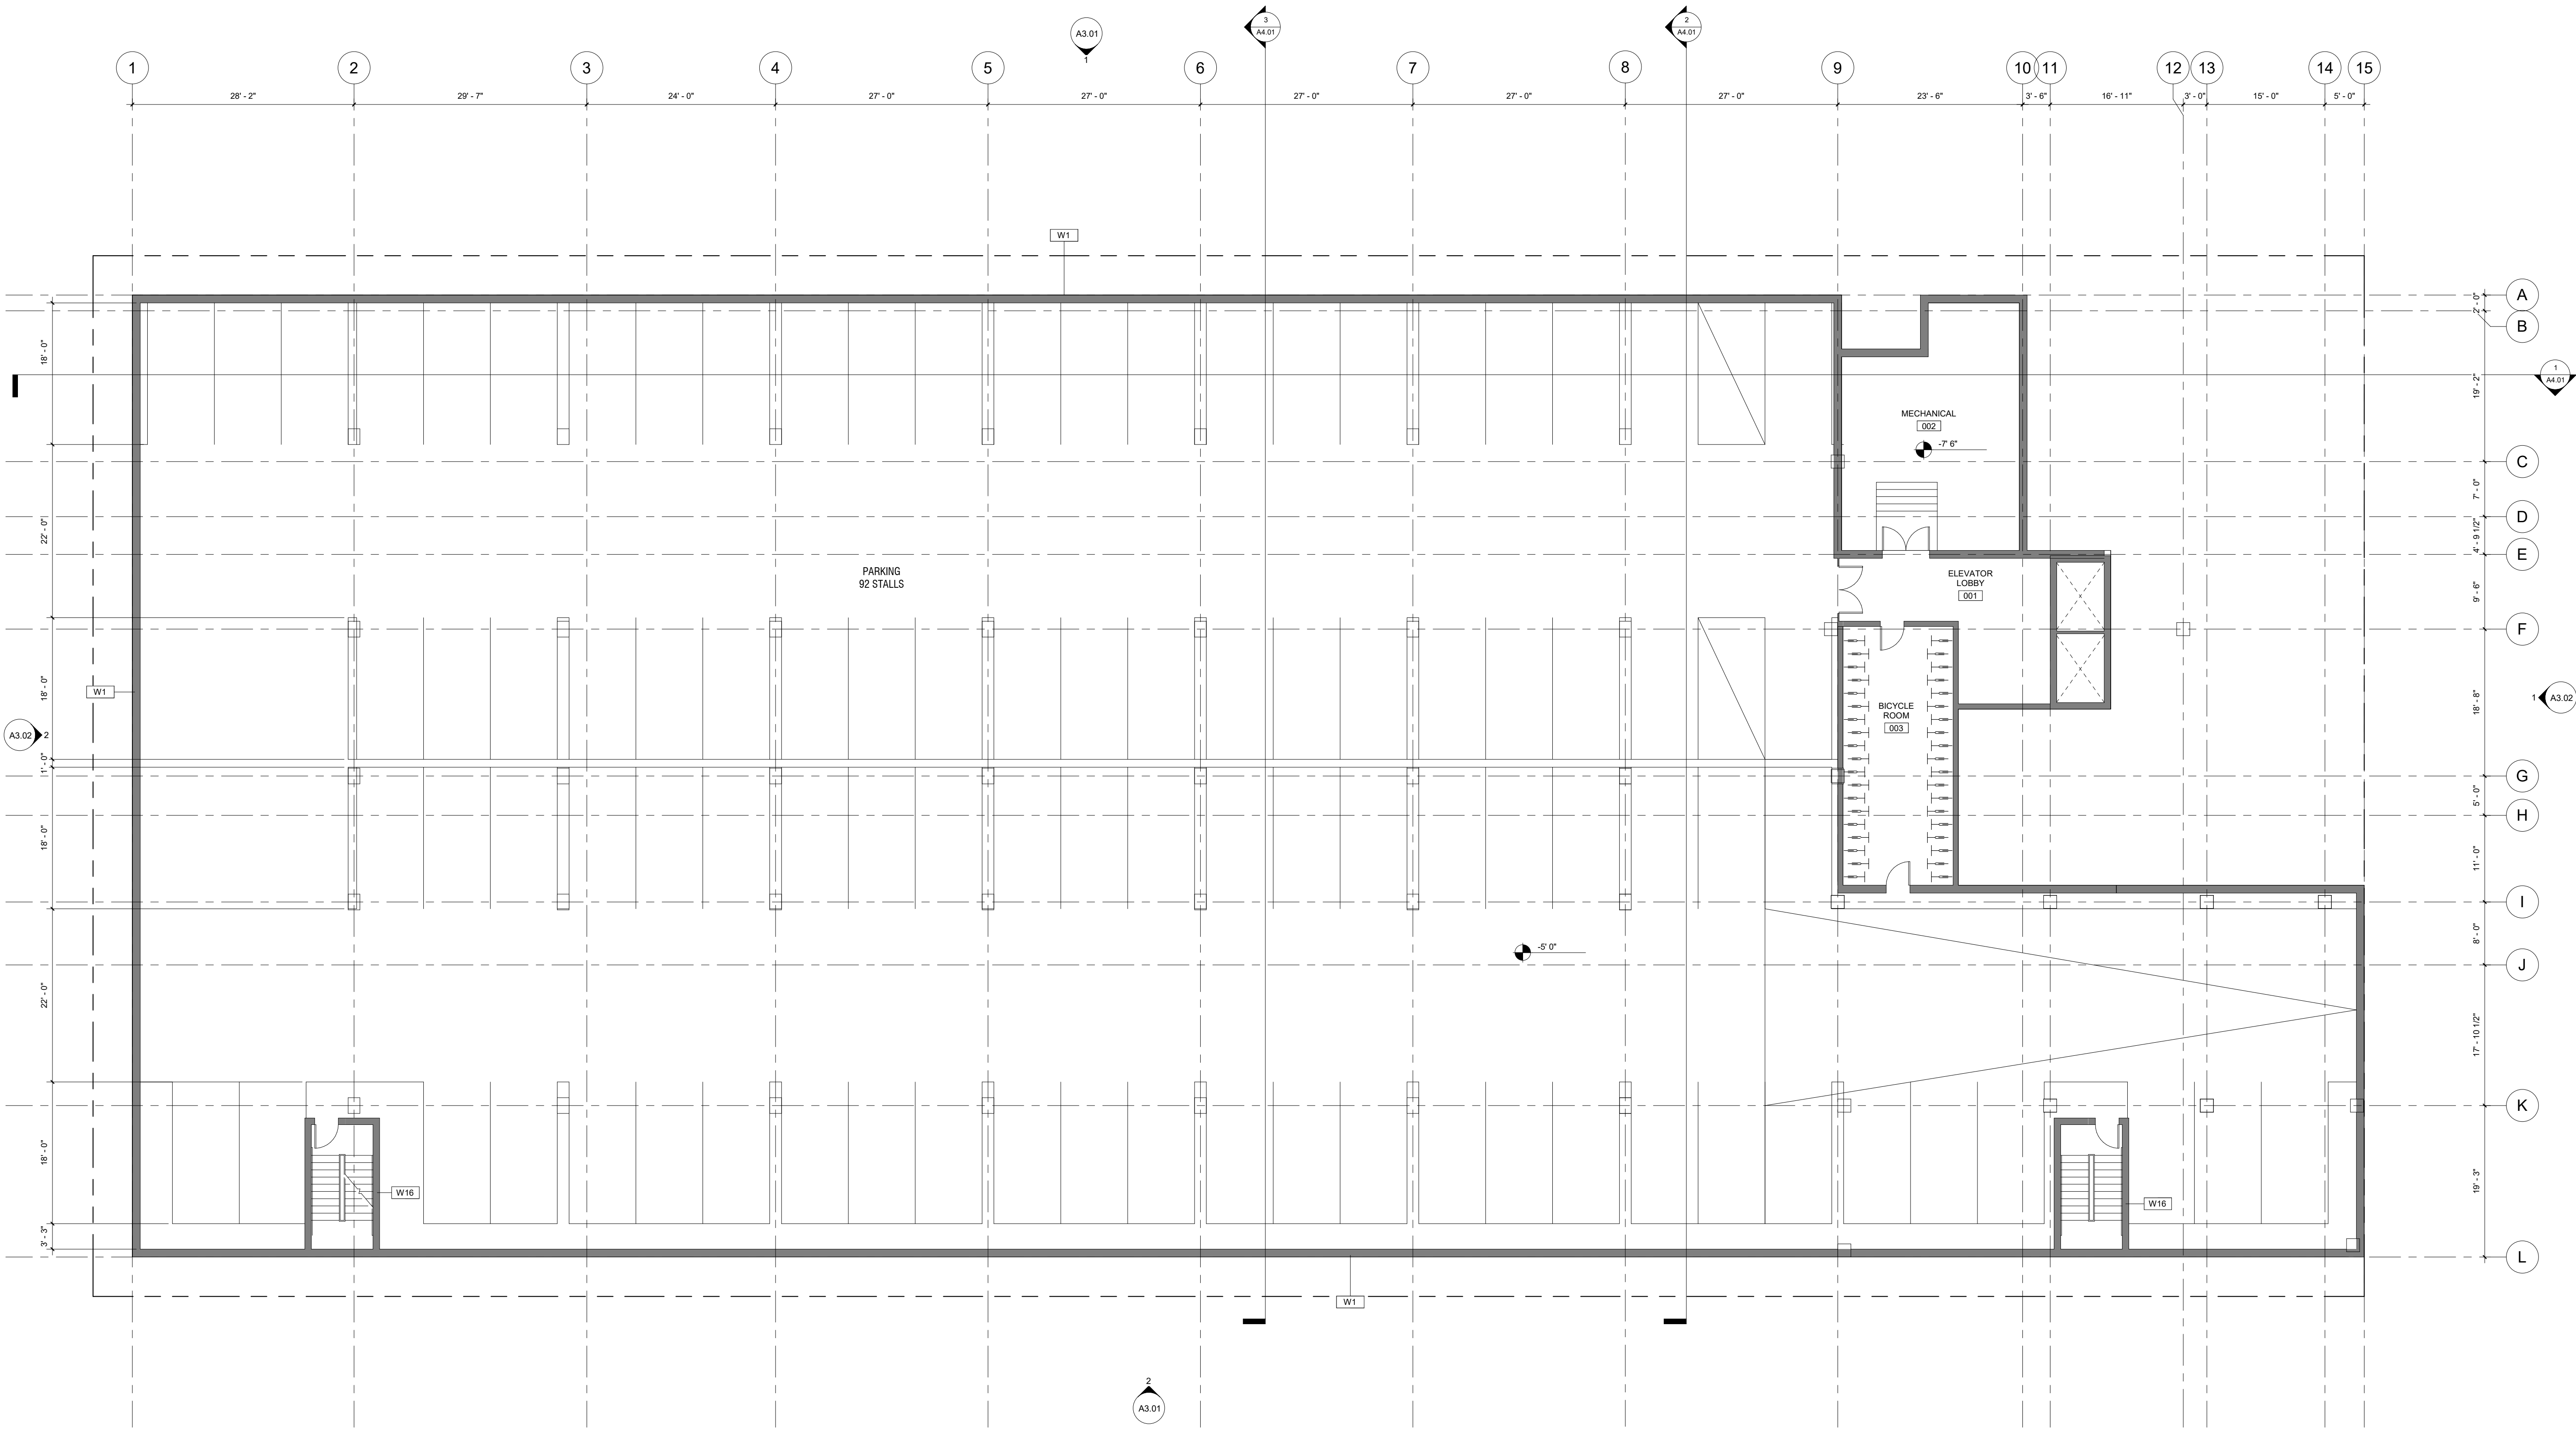 3
A4.01
2
A4.01
A3.01
1
1
2
3
4
5
6
7
8
9
10
11
12
13
14
15
28' - 2"
29' - 7"
24' - 0"
27' - 0"
27' - 0"
27' - 0"
27' - 0"
27' - 0"
23' - 6"
3' - 6"
16' - 11"
3' - 0"
15' - 0"
5' - 0"
W1
A
2' - 0"
B
18' - 0"
19' - 2"
1
A4.01
MECHANICAL
002
-7' 6"
C
7' - 0"
D
22' - 0"
4' - 9 1/2"
E
PARKING
92 STALLS
ELEVATOR
LOBBY
001
9' - 6"
F
W1
18' - 0"
18' - 8"
1
A3.02
BICYCLE
ROOM
003
A3.02
2
1' - 0"
G
5' - 0"
H
18' - 0"
11' - 0"
I
8' - 0"
-5' 0"
J
22' - 0"
17' - 10 1/2"
K
18' - 0"
19' - 3"
W16
W16
3' - 3"
L
W1
2
A3.01